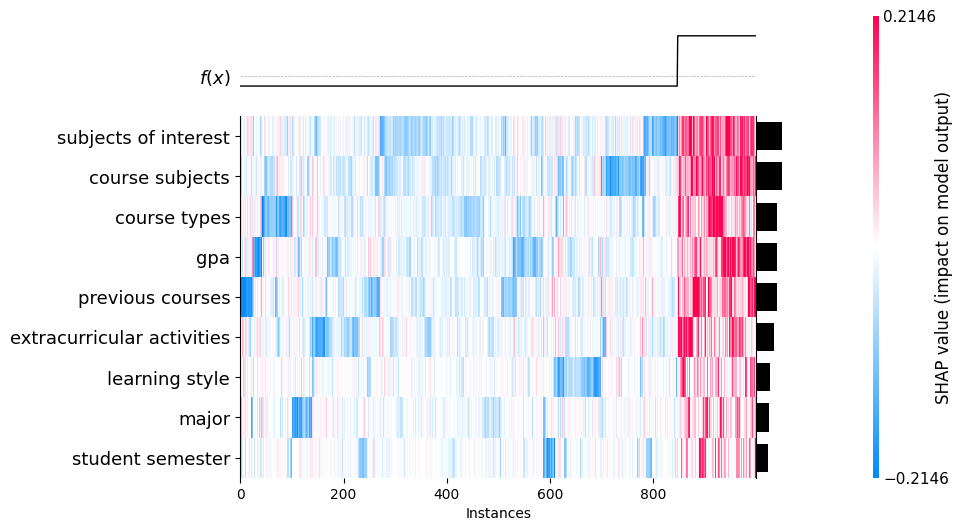 0.2146
f(x)
subjects of interest
course subjects
course types
gpa
previous courses
extracurricular activities
learning style
major
student semester
0 200 400 600 800
Instances
SHAP value (impact on model output)
−0.2146